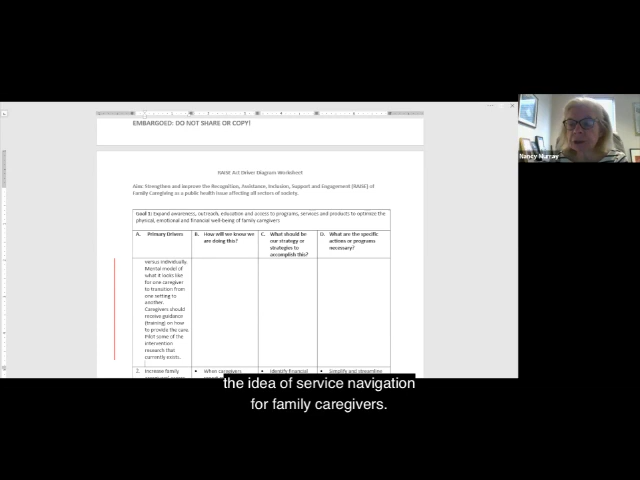 EMBARGOED: DO NOT SHARE OR COPY!
Nancy Murray
RAISE Act Driver Diagram Worksheet
Aim: Strengthen and improve the Recognition, Assistance, Inclusion, Support and Engagement (RAISE) of
Family Caregiving as a public health issue affecting all sectors of society.
Goal 1: Expand awareness, outreach, education and access to programs, services and products to optimize the
physical, emotional and financial well-being of family caregivers
A. Primary Drivers
B. How will we know we
are doing this?
C. What should be
our strategy or
strategies to
accomplish this?
D. What are the specific
actions or programs
necessary?
versus individually.
Mental model of
what it looks like
for one caregiver
to transition from
one setting to
another.
Caregivers should
receive guidance
(training) on how
to provide the care.
Pilot some of the
intervention
research that
currently exists.
2. Increase family
• When caregivers
• Identify financial
• Simplify and streamline
the idea of service navigation
for family caregivers.